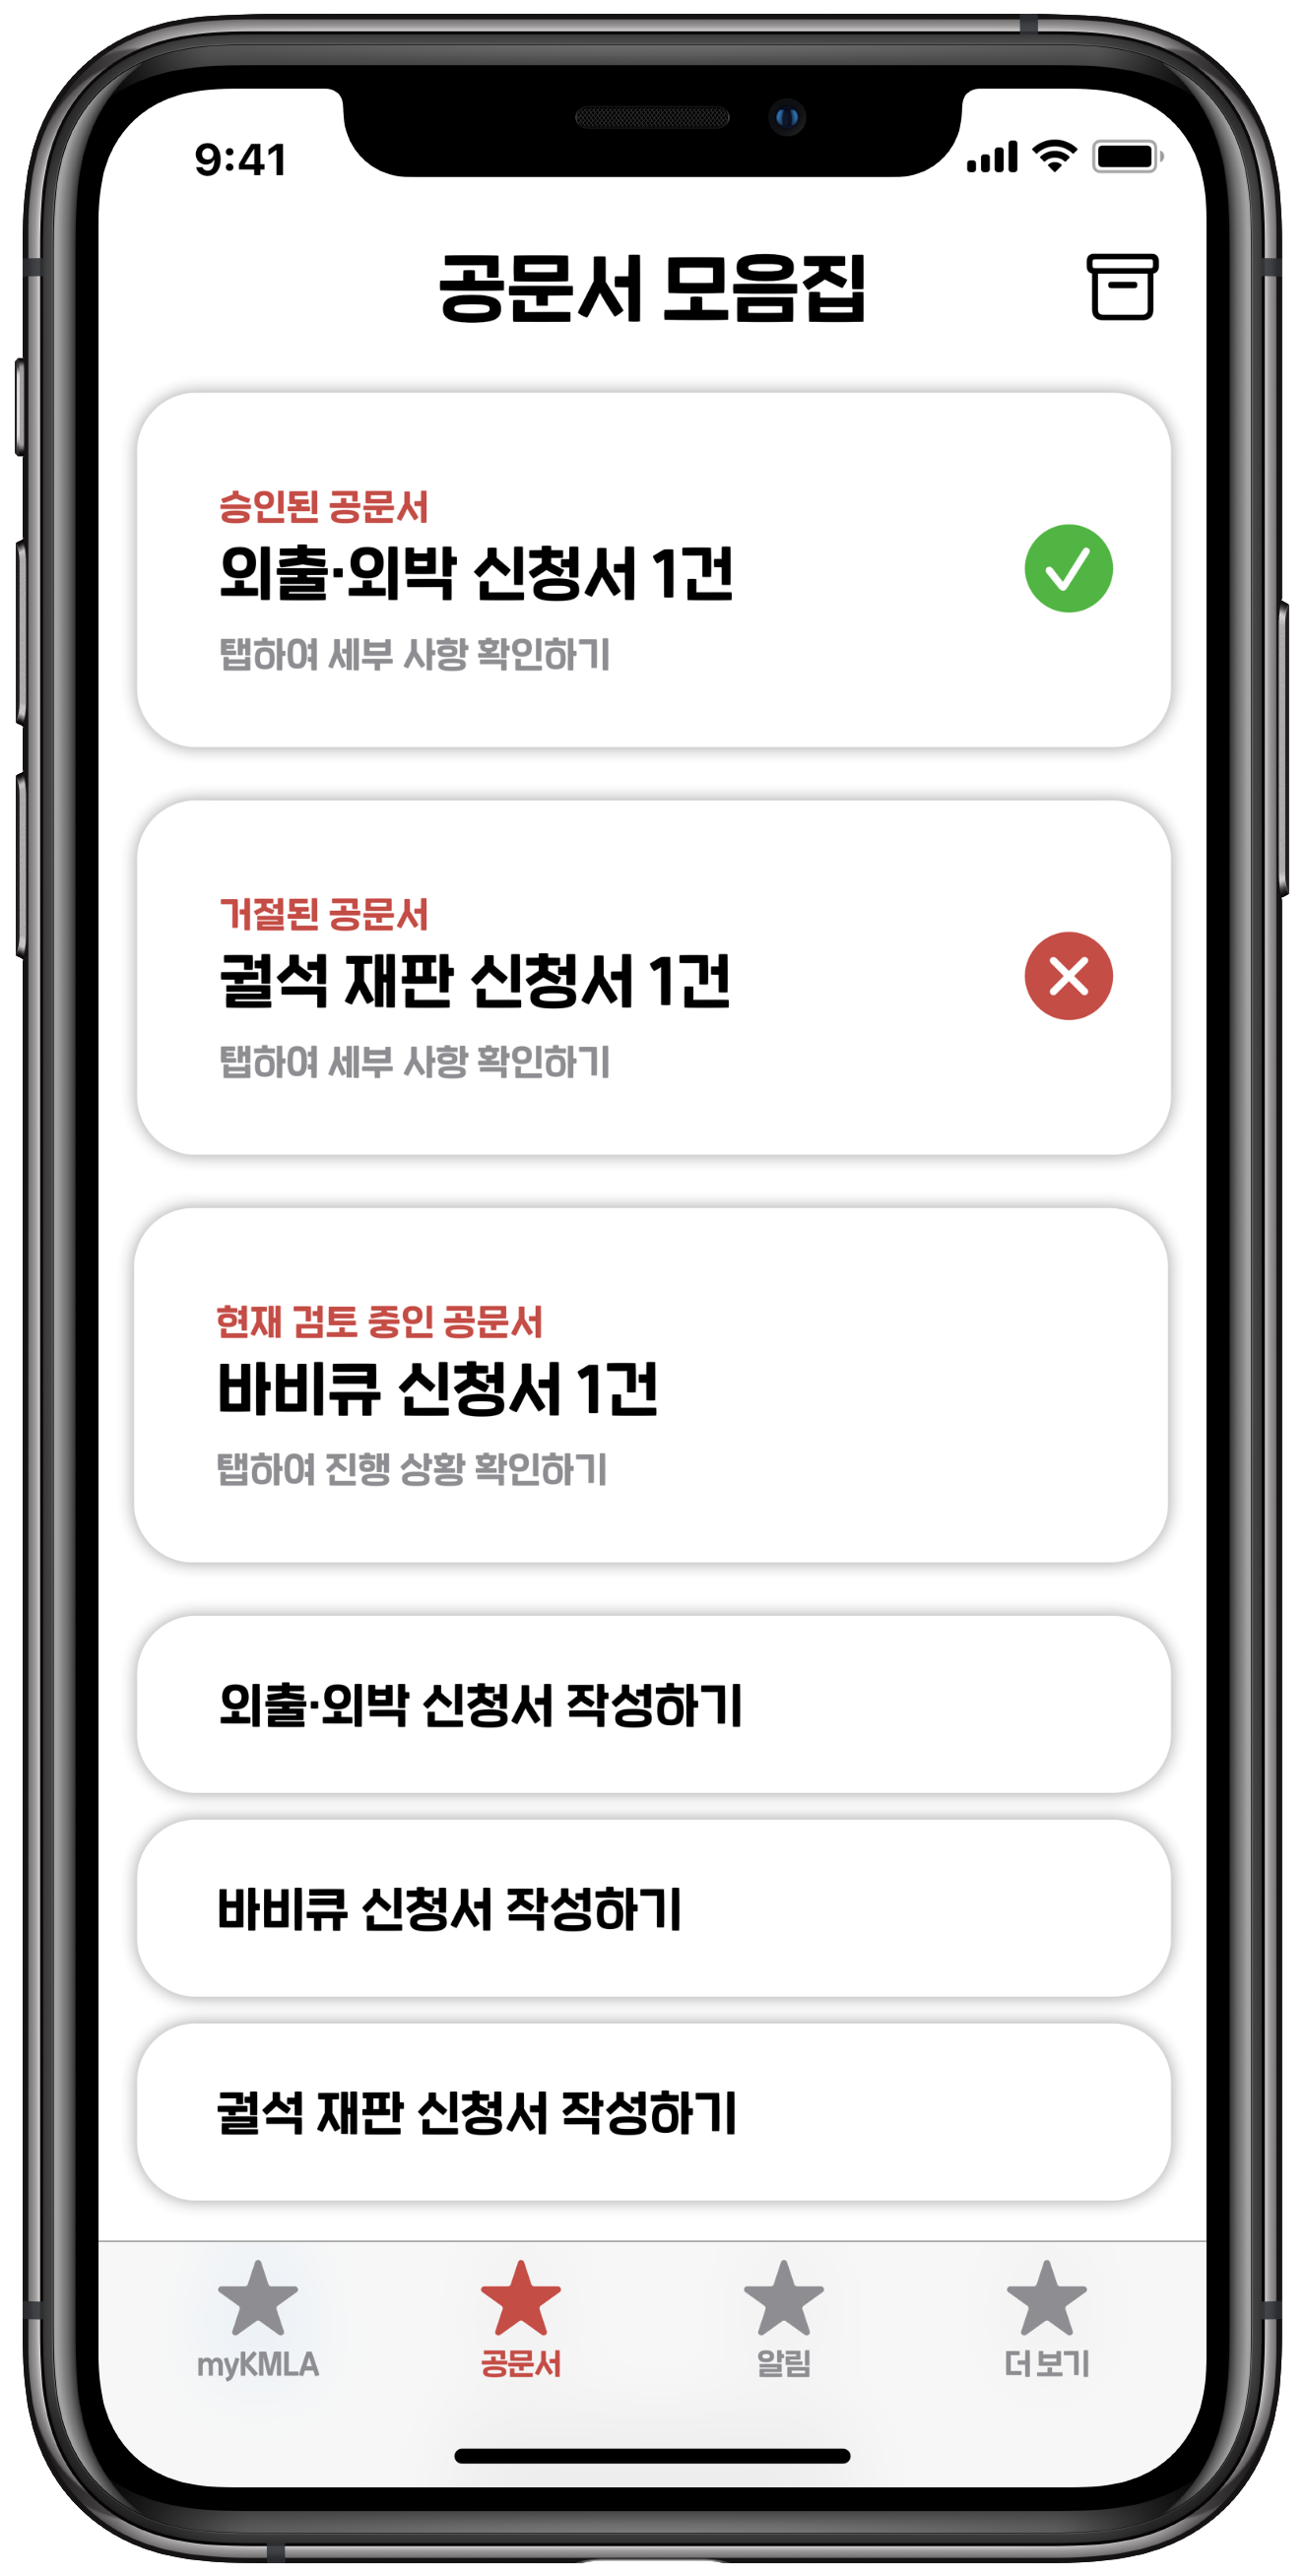 9:41
공문서 모음집
승인된 공문서
외출·외박 신청서 1건
탭하여 세부 사항 확인하기
거절된 공문서
궐석 재판 신청서 1건
탭하여 세부 사항 확인하기
현재 검토 중인 공문서
바비큐 신청서 1건
탭하여 진행 상황 확인하기
외출·외박 신청서 작성하기
바비큐 신청서 작성하기
궐석 재판 신청서 작성하기
myKMLA
공문서
알림
더보기